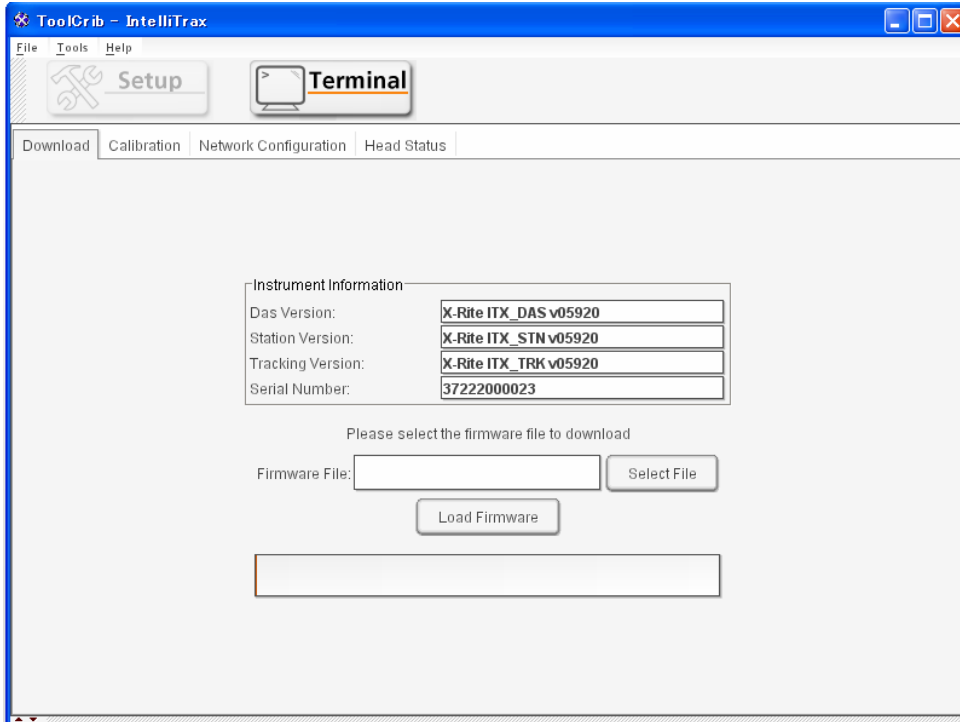 ToolCrib - IntelliTrax
File Tools Help
Setup
> Terminal
Download Calibration Network Configuration Head Status
Instrument Information
Das Version: X-Rite ITX_DAS v05920
Station Version: X-Rite ITX_STN v05920
Tracking Version: X-Rite ITX_TRK v05920
Serial Number: 37222000023
Please select the firmware file to download
Firmware File: Select File
Load Firmware